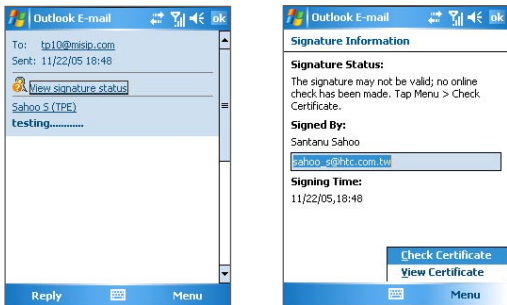 Outlook E-mail
ok
To: tp10@misip.com
Sent: 11/22/05 18:48
View signature status
Sahoo S (TPE)
testing............
Reply
Menu
Outlook E-mail
ok
Signature Information
Signature Status:
The signature may not be valid; no online
check has been made. Tap Menu > Check
Certificate.
Signed By:
Santanu Sahoo
sahoo_s@htc.com.tw
Signing Time:
11/22/05,18:48
Check Certificate
View Certificate
Menu